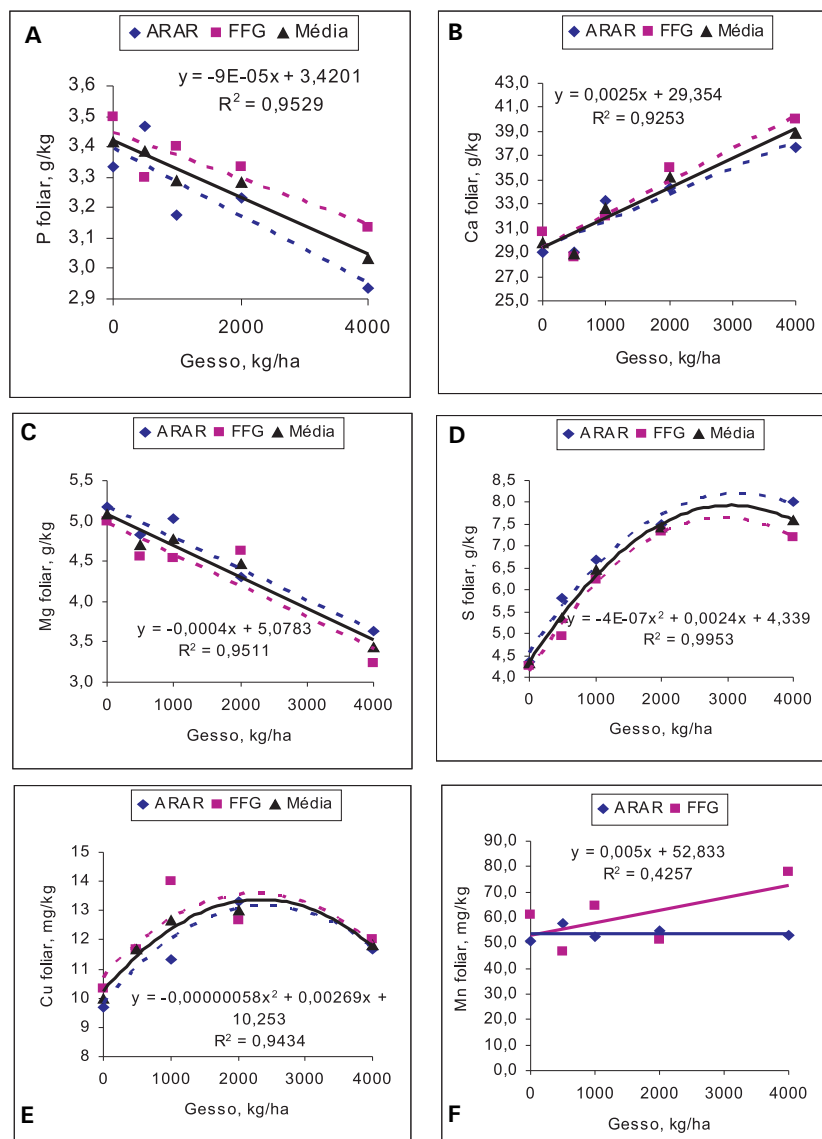 A
ARAR FFG Média
y = -9E-05x + 3,4201
R² = 0,9529
3,6
3,5
3,4
3,3
3,2
3,1
3,0
2,9
P foliar, g/kg
0 2000 4000
Gesso, kg/ha
B
ARAR FFG Média
y = 0,0025x + 29,354
R² = 0,9253
43,0
41,0
39,0
37,0
35,0
33,0
31,0
29,0
27,0
25,0
Ca foliar, g/kg
0 1000 2000 3000 4000
Gesso, kg/ha
C
ARAR FFG Média
5,5
5,0
4,5
4,0
3,5
3,0
Mg foliar, g/kg
y = -0,0004x + 5,0783
R² = 0,9511
0 1000 2000 3000 4000
Gesso, kg/ha
D
ARAR FFG Média
8,5
8,0
7,5
7,0
6,5
6,0
5,5
5,0
4,5
4,0
S foliar, g/kg
y = -4E-07x² + 0,0024x + 4,339
R² = 0,9953
0 1000 2000 3000 4000
Gesso, kg/ha
ARAR FFG Média
15
14
13
12
11
10
9
8
Cu foliar, mg/kg
y = -0,00000058x² + 0,00269x +
10,253
R² = 0,9434
0 1000 2000 3000 4000
Gesso, kg/ha
E
ARAR FFG
y = 0,005x + 52,833
R² = 0,4257
90,0
80,0
70,0
60,0
50,0
40,0
30,0
20,0
10,0
0,0
Mn foliar, mg/kg
0 1000 2000 3000 4000
Gesso, kg/ha
F